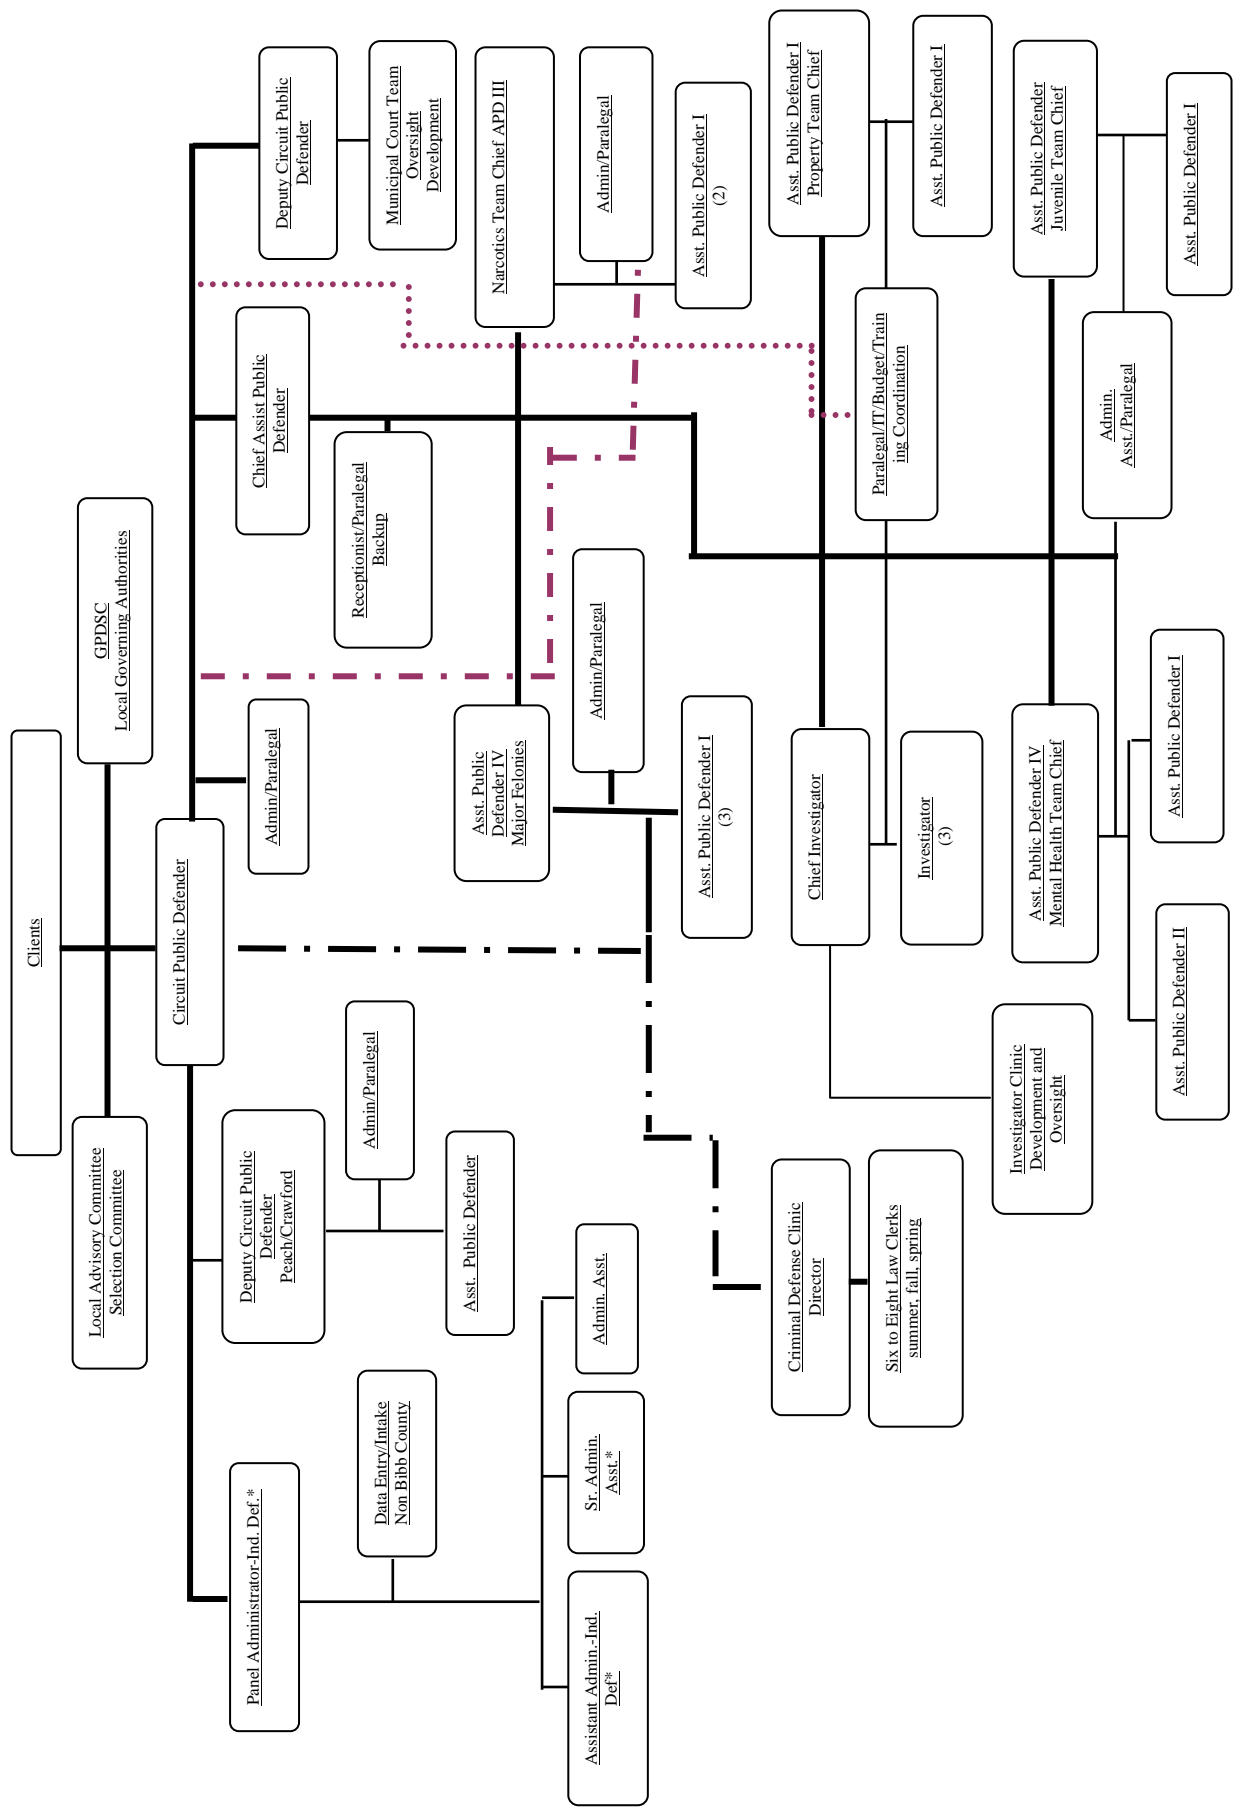 Clients
Local Advisory Committee
Selection Committee
GPDSC
Local Governing Authorities
Circuit Public Defender
Panel Administrator-Ind. Def.*
Deputy Circuit Public
Defender
Peach/Crawford
Admin/Paralegal
Chief Assist Public
Defender
Deputy Circuit Public
Defender
Data Entry/Intake
Non Bibb County
Admin/Paralegal
Receptionist/Paralegal
Backup
Municipal Court Team
Oversight
Development
Asst. Public Defender
Asst. Public
Defender IV
Major Felonies
Narcotics Team Chief APD III
Assistant Admin.-Ind.
Def*
Sr. Admin.
Asst.*
Admin. Asst.
Admin/Paralegal
Admin/Paralegal
Asst. Public Defender I
(3)
Asst. Public Defender I
(2)
Criminal Defense Clinic
Director
Chief Investigator
Asst. Public Defender I
Property Team Chief
Six to Eight Law Clerks
summer, fall, spring
Investigator
(3)
Paralegal/IT/Budget/Train
ing Coordination
Asst. Public Defender I
Investigator Clinic
Development and
Oversight
Asst. Public Defender IV
Mental Health Team Chief
Asst. Public Defender
Juvenile Team Chief
Admin.
Asst./Paralegal
Asst. Public Defender II
Asst. Public Defender I
Asst. Public Defender I